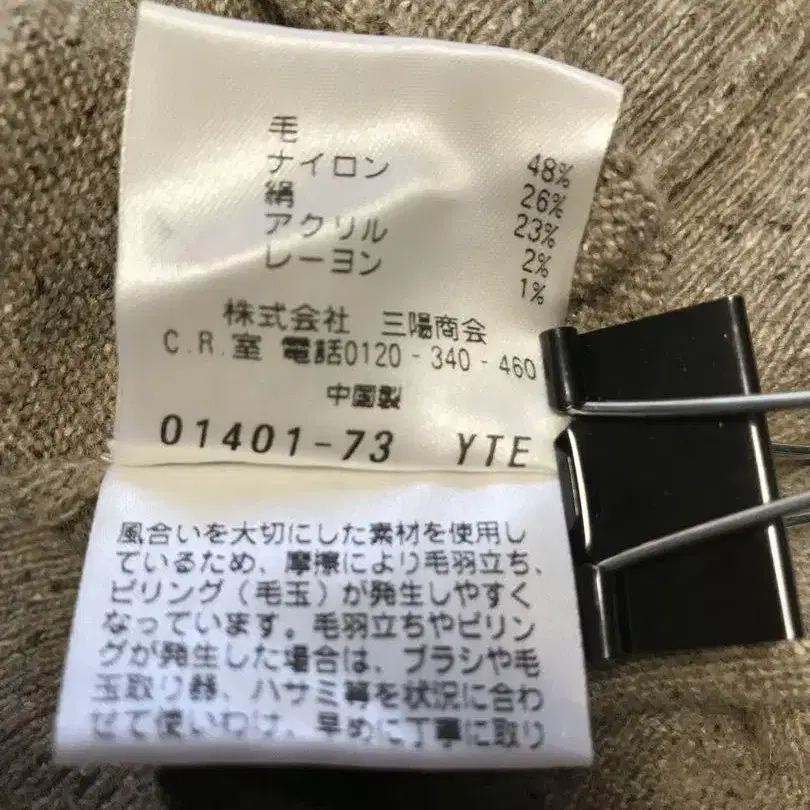 毛 48%
ナイロン 26%
絹 23%
アクリル 2%
レーヨン 1%
株式会社 三陽商会
C.R.室 電話0120-340-460
中国製
01401-73 YTE
風合いを大切にした素材を使用し
ているため、摩擦により毛羽立ち、
ピリング(毛玉)が発生しやすく
なっています。毛羽立ちやピリン
グが発生した場合は、ブラシや毛
玉取り器、ハサミ等を状況に合わ
せて使いわけ、早めに丁寧に取り